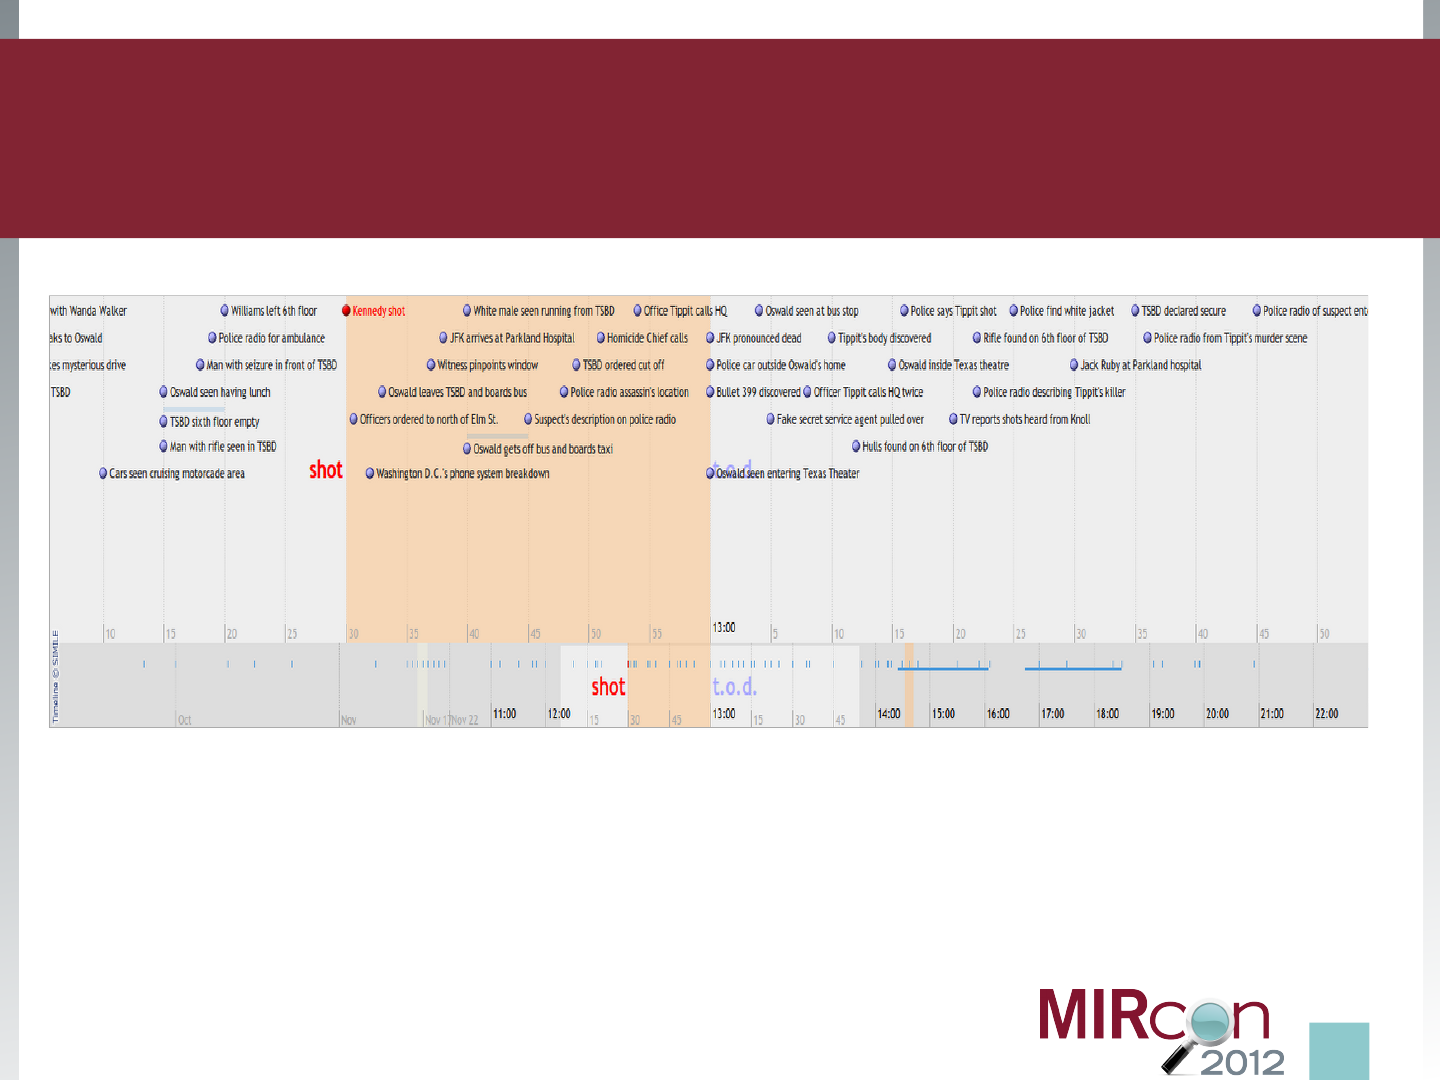 with Wanda Walker Williams left 6th floor Kennedy shot White male seen running from TSBD Office Tippit calls HQ Oswald seen at bus stop Police says Tippit shot Police find white jacket TSBD declared secure Police radio of suspect ent
aks to Oswald Police radio for ambulance JFK arrives at Parkland Hospital Homicide Chief calls JFK pronounced dead Tippit's body discovered Rifle found on 6th floor of TSBD Police radio from Tippit's murder scene
es mysterious drive Man with seizure in front of TSBD Witness pinpoints window TSBD ordered cut off Police car outside Oswald's home Oswald inside Texas theatre Jack Ruby at Parkland hospital
TSBD Oswald seen having lunch Oswald leaves TSBD and boards bus Police radio assassin's location Bullet 399 discovered Officer Tippit calls HQ twice Police radio describing Tippit's killer
TSBD sixth floor empty Officers ordered to north of Elm St. Suspect's description on police radio Fake secret service agent pulled over TV reports shots heard from Knoll
Man with rifle seen in TSBD Oswald gets off bus and boards taxi Hulls found on 6th floor of TSBD
Cars seen cruising motorcade area shot Washington D.C.'s phone system breakdown t.o.d. Oswald seen entering Texas Theater
10 15 20 25 30 35 40 45 50 55 13:00 5 10 15 20 25 30 35 40 45 50
Timeline © SIMILE
shot t.o.d.
Oct Nov Nov 17 Nov 22 11:00 12:00 15 30 45 13:00 15 30 45 14:00 15:00 16:00 17:00 18:00 19:00 20:00 21:00 22:00
MIRcon
2012